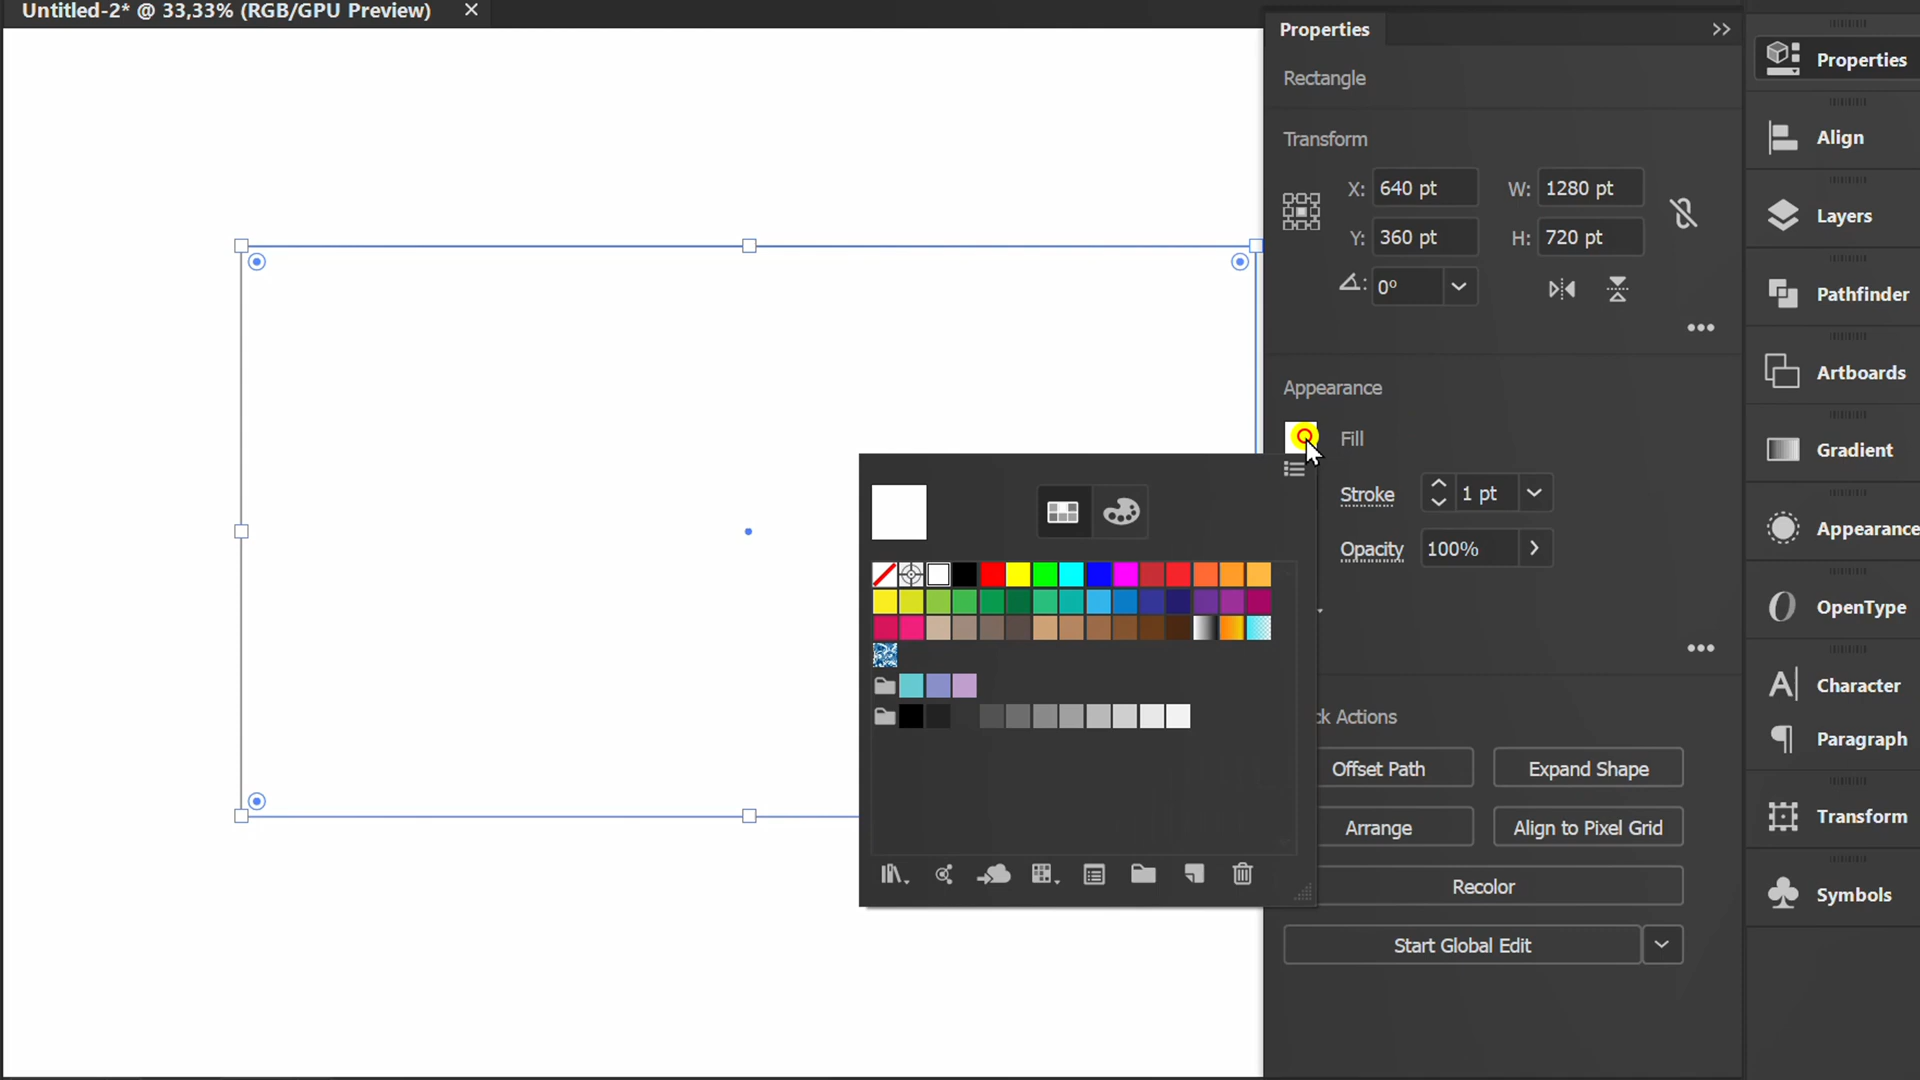 Untitled-2* @ 33,33% (RGB/GPU Preview)
Properties
Rectangle
Transform
X: 640 pt W: 1280 pt
Y: 360 pt H: 720 pt
0°
Appearance
Fill
Stroke 1 pt
Opacity 100%
ck Actions
Offset Path Expand Shape
Arrange Align to Pixel Grid
Recolor
Start Global Edit
Properties
Align
Layers
Pathfinder
Artboards
Gradient
Appearance
OpenType
Character
Paragraph
Transform
Symbols